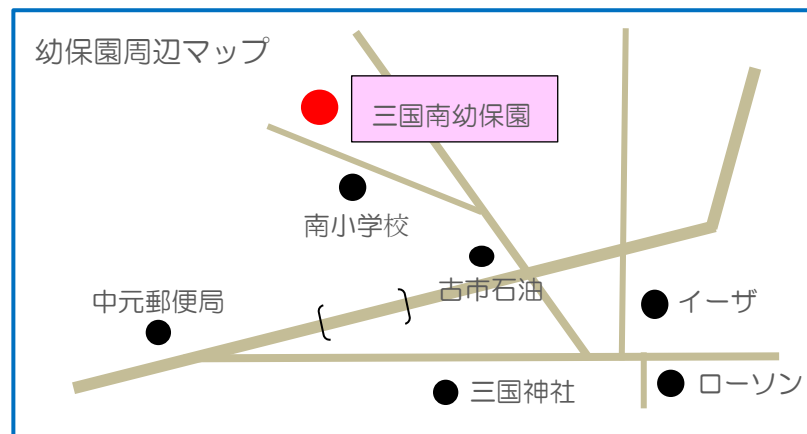 幼保園周辺マップ
三国南幼保園
南小学校
古市石油
中元郵便局
イーザ
ローソン
三国神社